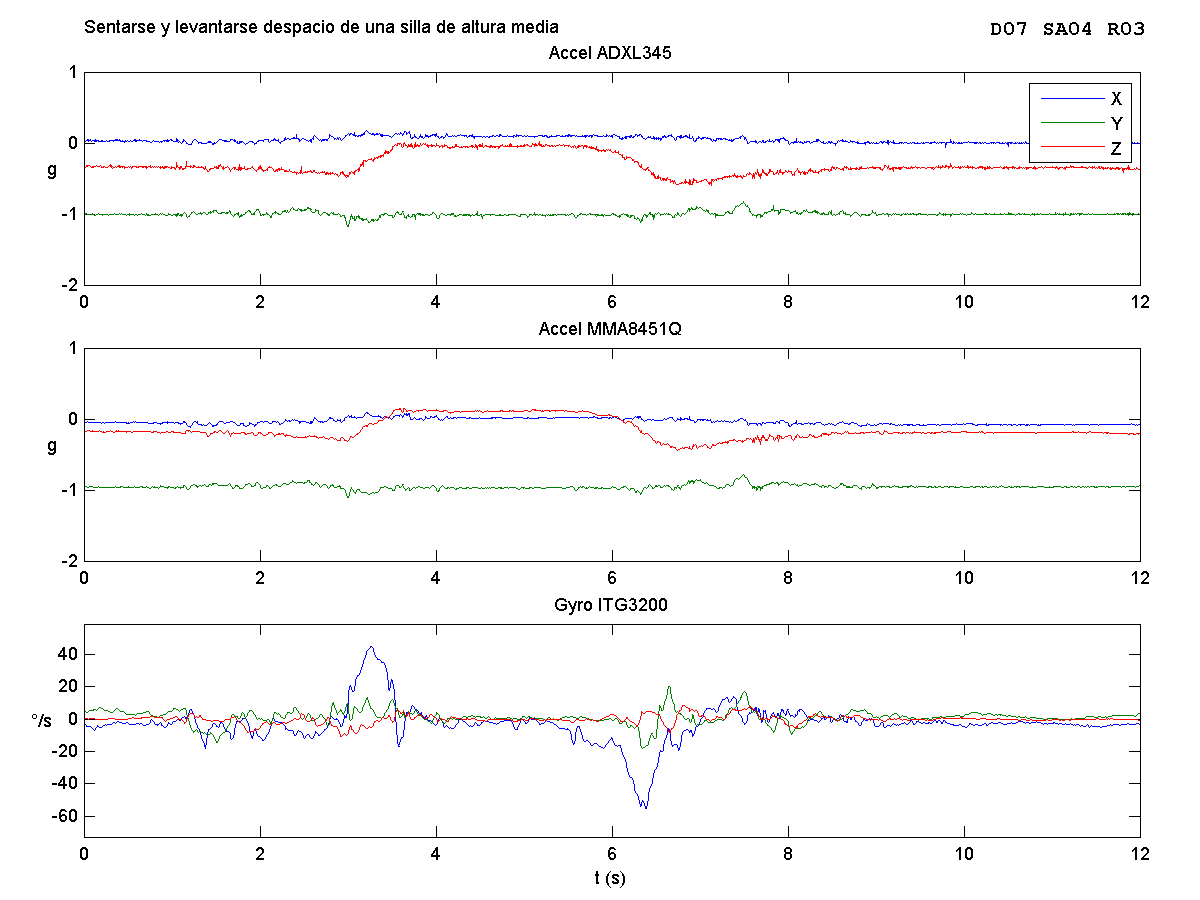 Sentarse y levantarse despacio de una silla de altura media
D07 SA04 R03
Accel ADXL345
1
0
-1
-2
g
X
Y
Z
0 2 4 6 8 10 12
Accel MMA8451Q
1
0
-1
-2
g
0 2 4 6 8 10 12
Gyro ITG3200
40
20
0
-20
-40
-60
°/s
0 2 4 6 8 10 12
t (s)